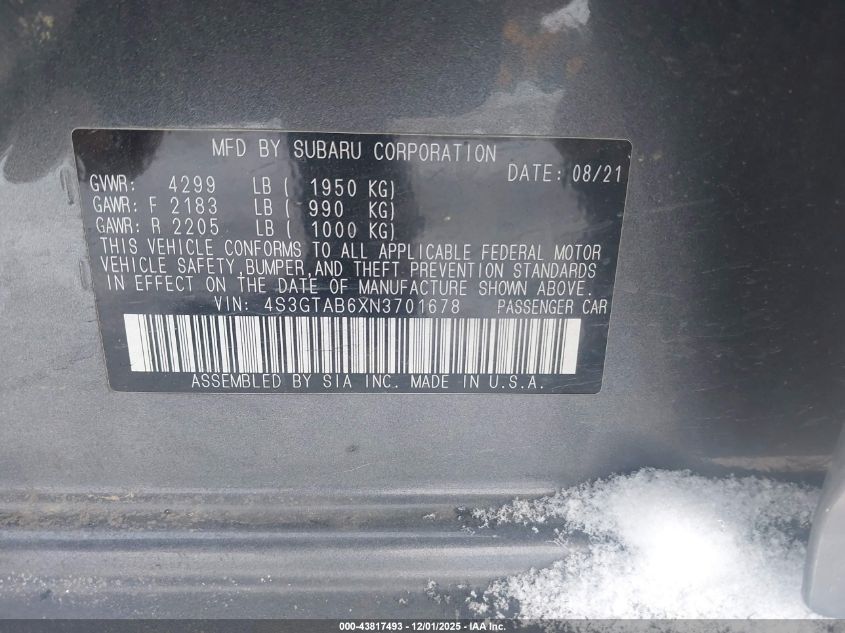 MFD BY SUBARU CORPORATION
DATE: 08/21
GVWR: 4299 LB ( 1950 KG)
GAWR: F 2183 LB ( 990 KG)
GAWR: R 2205 LB ( 1000 KG)
THIS VEHICLE CONFORMS TO ALL APPLICABLE FEDERAL MOTOR
VEHICLE SAFETY,BUMPER,AND THEFT PREVENTION STANDARDS
IN EFFECT ON THE DATE OF MANUFACTURE SHOWN ABOVE.
VIN: 4S3GTAB6XN3701678 PASSENGER CAR
ASSEMBLED BY SIA INC. MADE IN U.S.A.
000-43817493 - 12/01/2025 - IAA Inc.